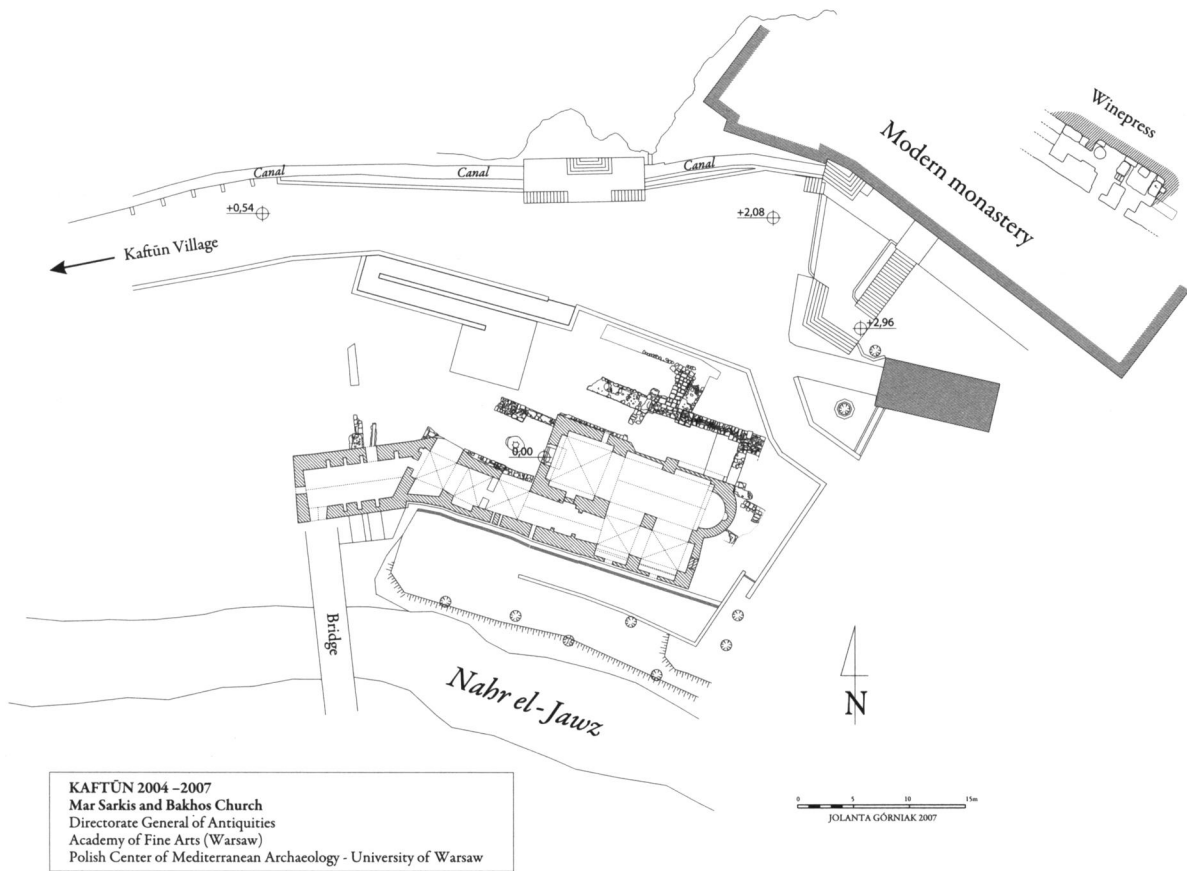 Winepress
Modern monastery
Canal
Canal
Canal
+0,54
+2,08
Kaftūn Village
+2,96
0,00
Bridge
Nahr el-Jawz
N
KAFTŪN 2004 –2007
Mar Sarkis and Bakhos Church
Directorate General of Antiquities
Academy of Fine Arts (Warsaw)
Polish Center of Mediterranean Archaeology - University of Warsaw
0 5 10 15m
JOLANTA GÓRNIAK 2007